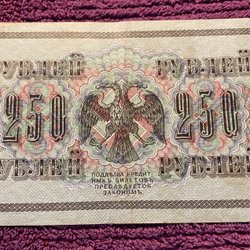 РУБЛЕЙ РУБЛЕЙ
250 250
РУБЛЕЙ РУБЛЕЙ
ПОДДѢЛКА КРЕДИТ-
НЫХЪ БИЛЕТОВЪ
ПРЕСЛѢДУЕТСЯ
ЗАКОНОМЪ.